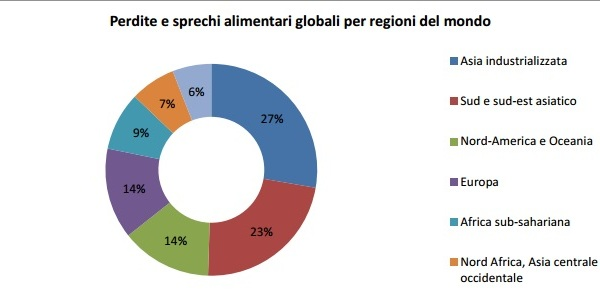 Perdite e sprechi alimentari globali per regioni del mondo
27%
23%
14%
14%
9%
7%
6%
Asia industrializzata
Sud e sud-est asiatico
Nord-America e Oceania
Europa
Africa sub-sahariana
Nord Africa, Asia centrale
occidentale